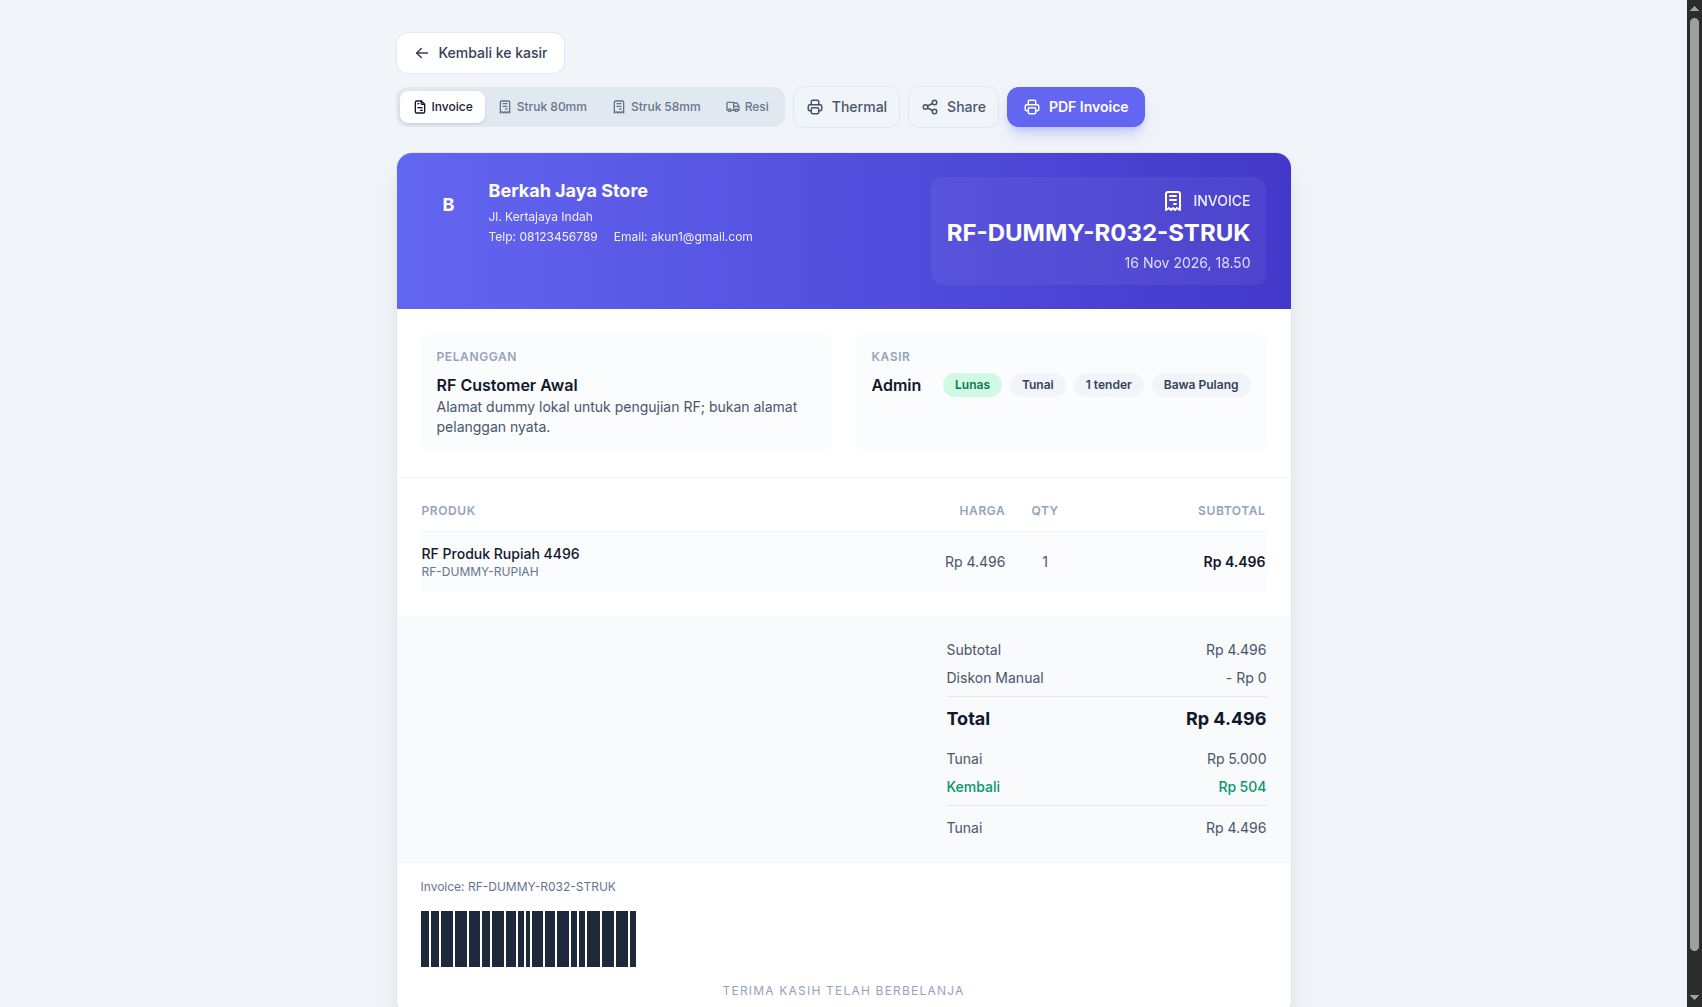 Kembali ke kasir
Invoice Struk 80mm Struk 58mm Resi Thermal Share PDF Invoice
B
Berkah Jaya Store
Jl. Kertajaya Indah
Telp: 08123456789 Email: akun1@gmail.com
INVOICE
RF-DUMMY-R032-STRUK
16 Nov 2026, 18.50
PELANGGAN
RF Customer Awal
Alamat dummy lokal untuk pengujian RF; bukan alamat
pelanggan nyata.
KASIR
Admin Lunas Tunai 1 tender Bawa Pulang
PRODUK HARGA QTY SUBTOTAL
RF Produk Rupiah 4496
RF-DUMMY-RUPIAH
Rp 4.496 1 Rp 4.496
Subtotal Rp 4.496
Diskon Manual - Rp 0
Total Rp 4.496
Tunai Rp 5.000
Kembali Rp 504
Tunai Rp 4.496
Invoice: RF-DUMMY-R032-STRUK
TERIMA KASIH TELAH BERBELANJA